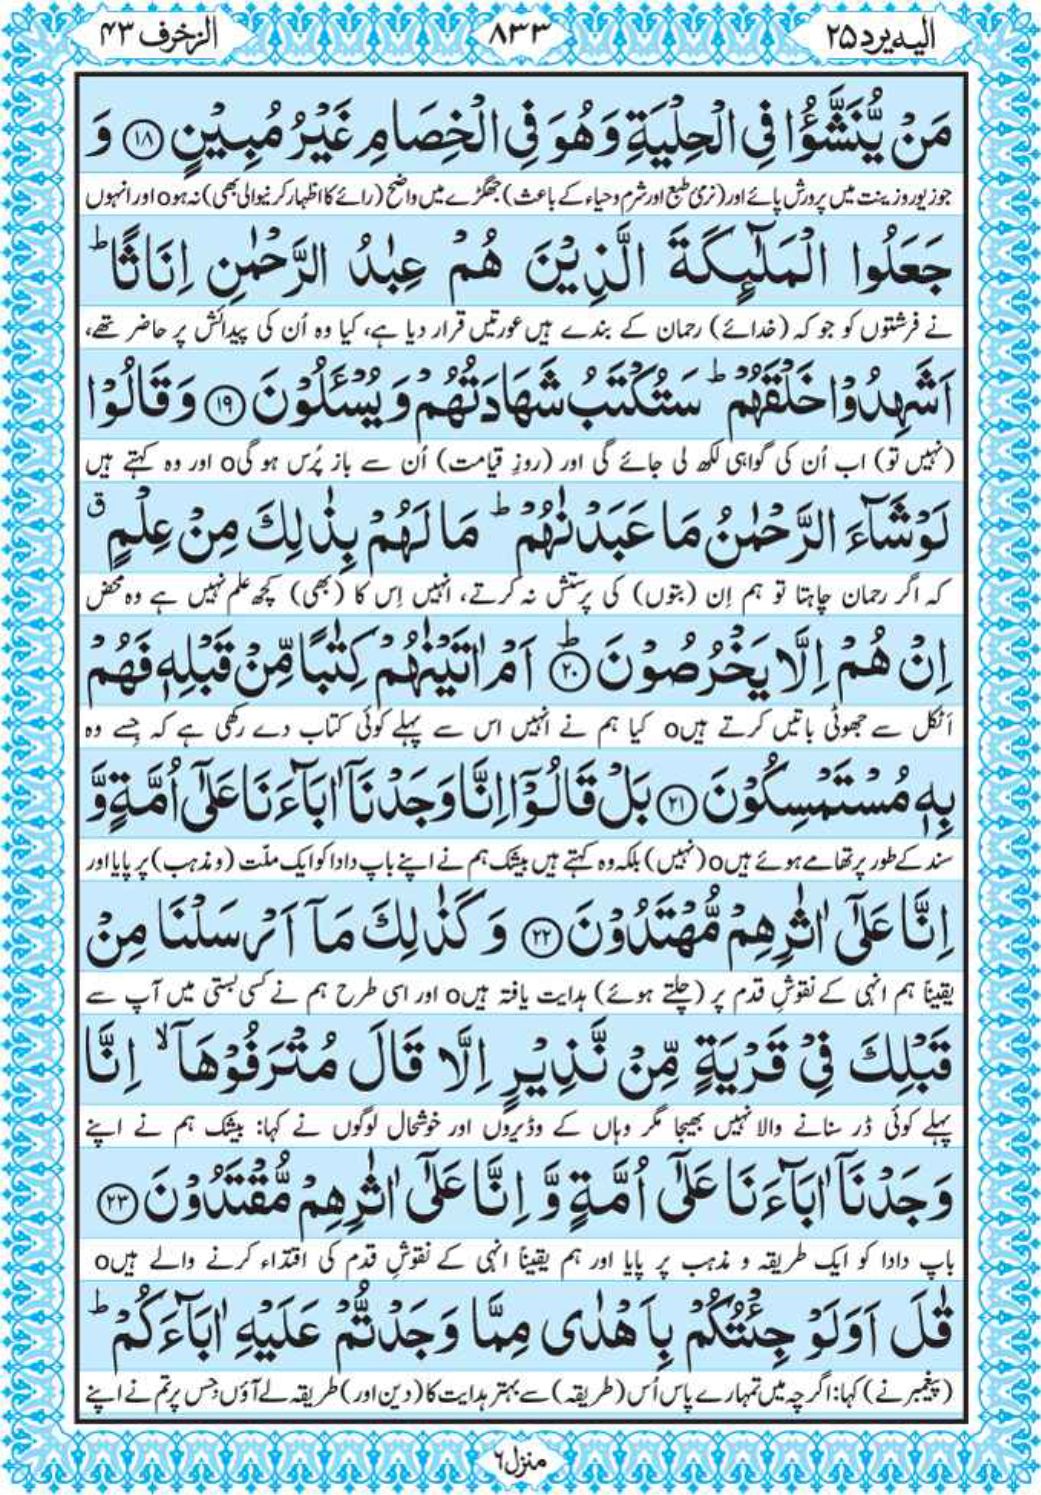 الیہ یرد ۲۵
۸۳۳
الزخرف ۴۳
مَنْ يُّنَشَّؤُا فِي الْحِلْيَةِ وَهُوَ فِي الْخِصَامِ غَيْرُ مُبِيْنٍ ۝۱۸ وَ
جو زیور و زینت میں پرورش پائے اور (نرمئ طبع اور شرم و حیاء کے باعث) جھگڑے میں واضح (رائے کا اظہار کرنیوالی بھی) نہ ہوo اور انہوں
جَعَلُوا الْمَلٰٓئِكَةَ الَّذِيْنَ هُمْ عِبٰدُ الرَّحْمٰنِ اِنَاثًا ؕ
نے فرشتوں کو جو کہ (خدائے) رحمان کے بندے ہیں عورتیں قرار دیا ہے، کیا وہ اُن کی پیدائش پر حاضر تھے،
اَشَهِدُوْا خَلْقَهُمْ ؕ سَتُكْتَبُ شَهَادَتُهُمْ وَ يُسْـَٔلُوْنَ ۝۱۹ وَ قَالُوْا
(نہیں تو) اب اُن کی گواہی لکھ لی جائے گی اور (روزِ قیامت) اُن سے باز پُرس ہو گیo اور وہ کہتے ہیں
لَوْ شَآءَ الرَّحْمٰنُ مَا عَبَدْنٰهُمْ ؕ مَا لَهُمْ بِذٰلِكَ مِنْ عِلْمٍ ۗ
کہ اگر رحمان چاہتا تو ہم اِن (بتوں) کی پرستش نہ کرتے، انہیں اِس کا (بھی) کچھ علم نہیں ہے وہ محض
اِنْ هُمْ اِلَّا يَخْرُصُوْنَ ؕ۝۲۰ اَمْ اٰتَيْنٰهُمْ كِتٰبًا مِّنْ قَبْلِهٖ فَهُمْ
اَٹکل سے جھوٹی باتیں کرتے ہیںo کیا ہم نے انہیں اس سے پہلے کوئی کتاب دے رکھی ہے کہ جسے وہ
بِهٖ مُسْتَمْسِكُوْنَ ۝۲۱ بَلْ قَالُوْٓا اِنَّا وَجَدْنَآ اٰبَآءَنَا عَلٰٓى اُمَّةٍ وَّ
سند کے طور پر تھامے ہوئے ہیںo (نہیں) بلکہ وہ کہتے ہیں بیشک ہم نے اپنے باپ دادا کو ایک ملّت (و مذہب) پر پایا اور
اِنَّا عَلٰٓى اٰثٰرِهِمْ مُّهْتَدُوْنَ ۝۲۲ وَ كَذٰلِكَ مَآ اَرْسَلْنَا مِنْ
یقیناً ہم انہی کے نقوشِ قدم پر (چلتے ہوئے) ہدایت یافتہ ہیںo اور اسی طرح ہم نے کسی بستی میں آپ سے
قَبْلِكَ فِيْ قَرْيَةٍ مِّنْ نَّذِيْرٍ اِلَّا قَالَ مُتْرَفُوْهَآ ۙ اِنَّا
پہلے کوئی ڈر سنانے والا نہیں بھیجا مگر وہاں کے وڈیروں اور خوشحال لوگوں نے کہا: بیشک ہم نے اپنے
وَجَدْنَآ اٰبَآءَنَا عَلٰٓى اُمَّةٍ وَّ اِنَّا عَلٰٓى اٰثٰرِهِمْ مُّقْتَدُوْنَ ۝۲۳
باپ دادا کو ایک طریقہ و مذہب پر پایا اور ہم یقیناً انہی کے نقوشِ قدم کی اقتداء کرنے والے ہیںo
قٰلَ اَوَلَوْ جِئْتُكُمْ بِاَهْدٰى مِمَّا وَجَدْتُّمْ عَلَيْهِ اٰبَآءَكُمْ ؕ
(پیغمبر نے) کہا: اگرچہ میں تمہارے پاس اُس (طریقہ) سے بہتر ہدایت کا (دین اور) طریقہ لے آؤں جس پر تم نے اپنے
منزل ۶